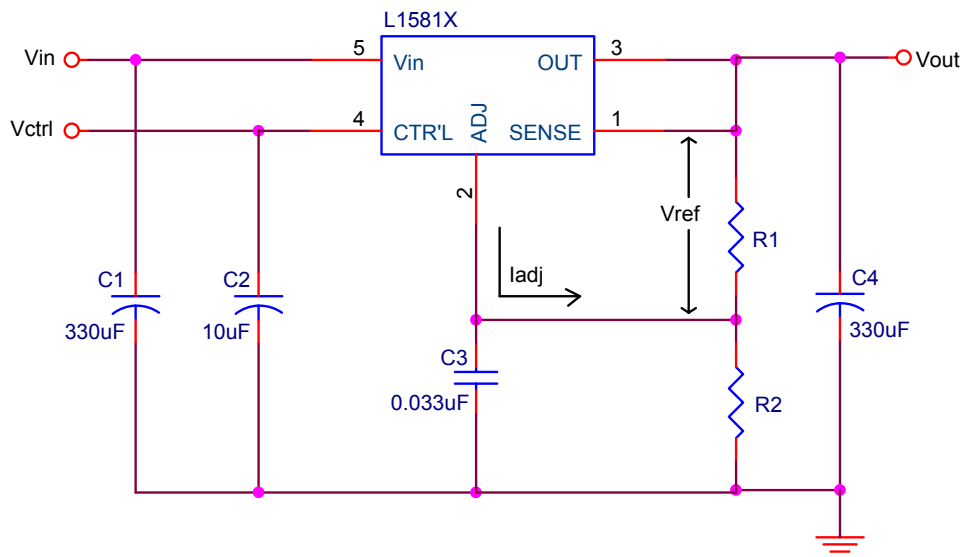 L1581X
Vin
5
Vin
OUT
3
Vout
Vctrl
4
CTR'L
ADJ
SENSE
1
2
Vref
R1
Iadj
C1
330uF
C2
10uF
C4
330uF
C3
0.033uF
R2